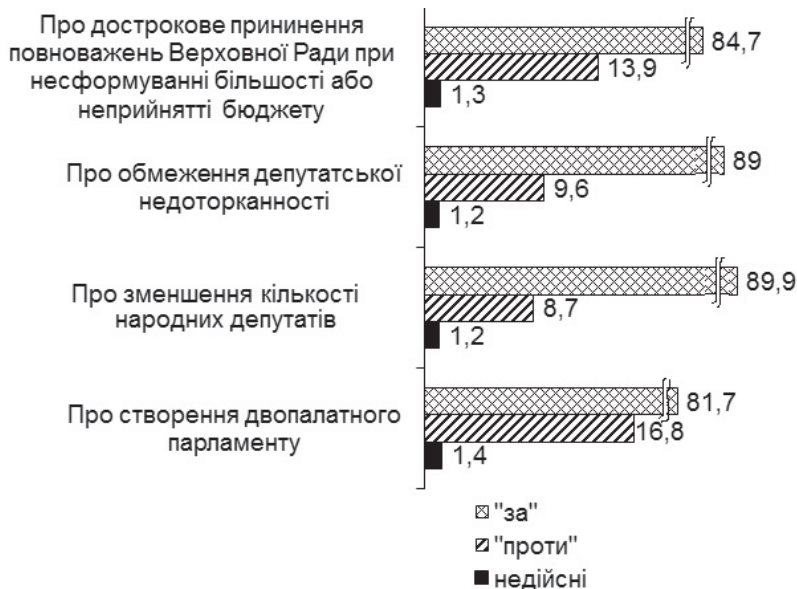 Про дострокове прининення
повноважень Верховної Ради при
несформуванні більшості або
неприйнятті бюджету
84,7
13,9
1,3
Про обмеження депутатської
недоторканності
89
9,6
1,2
Про зменшення кількості
народних депутатів
89,9
8,7
1,2
Про створення двопалатного
парламенту
81,7
16,8
1,4
"за"
"проти"
недійсні